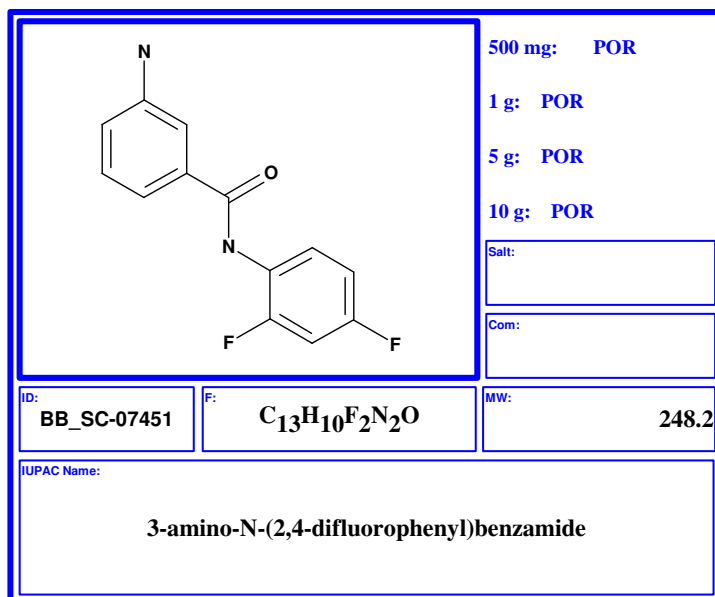 N
O
N
F
F
500 mg: POR
1 g: POR
5 g: POR
10 g: POR
Salt:
Com:
ID:
BB_SC-07451
F:
C13H10F2N2O
MW:
248.2
IUPAC Name:
3-amino-N-(2,4-difluorophenyl)benzamide